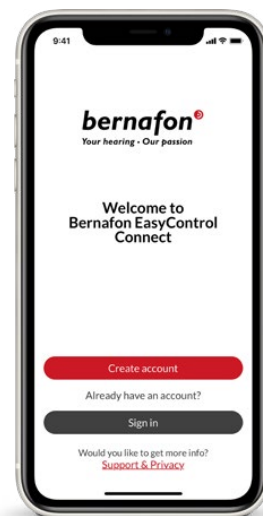 9:41
bernafon
Your hearing • Our passion
Welcome to
Bernafon EasyControl
Connect
Create account
Already have an account?
Sign in
Would you like to get more info?
Support & Privacy